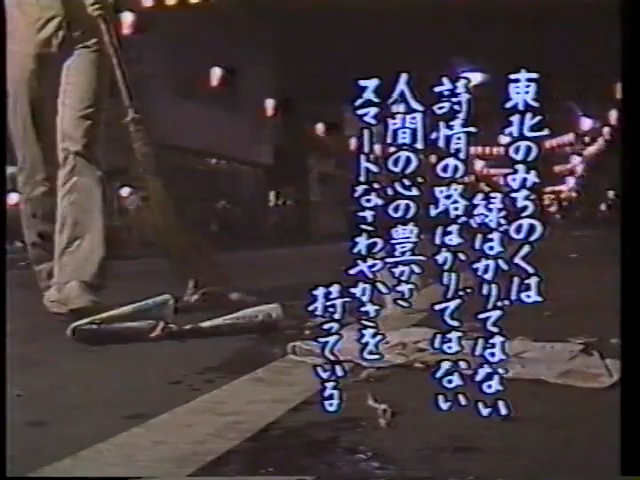 東北のみちのくは
緑ばかりではない
詩情の路ばかりではない
人間の心の豊かさ
スマートなさわやかさを
持っている